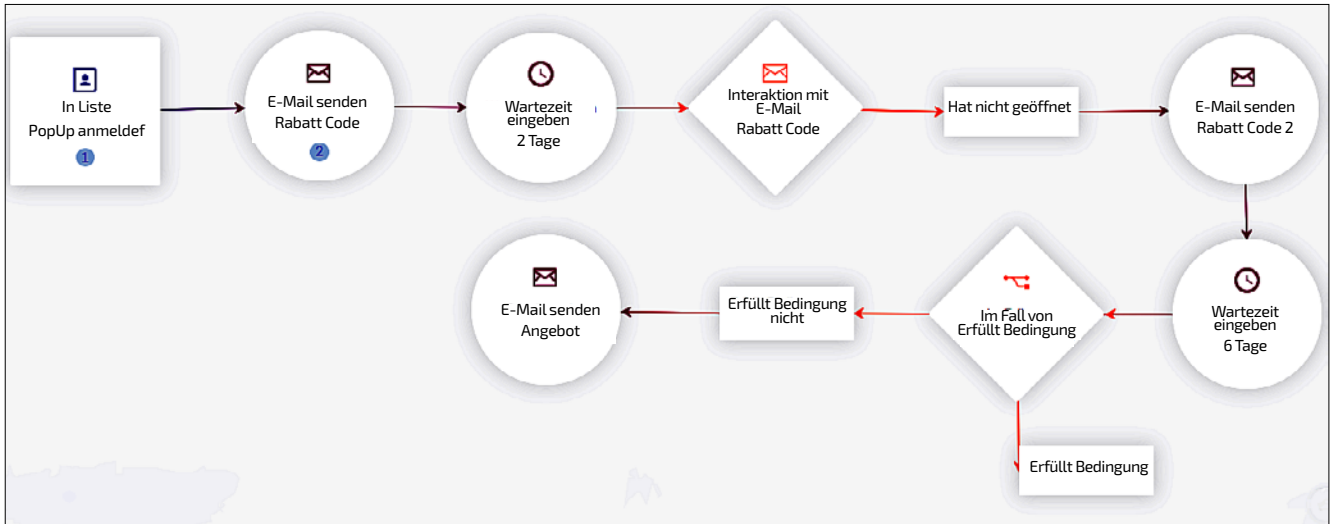 In Liste
PopUp anmeldef
1
E-Mail senden
Rabatt Code
2
Wartezeit
eingeben
2 Tage
Interaktion mit
E-Mail
Rabatt Code
Hat nicht geöffnet
E-Mail senden
Rabatt Code 2
E-Mail senden
Angebot
Erfüllt Bedingung
nicht
Im Fall von
Erfüllt Bedingung
Wartezeit
eingeben
6 Tage
Erfüllt Bedingung